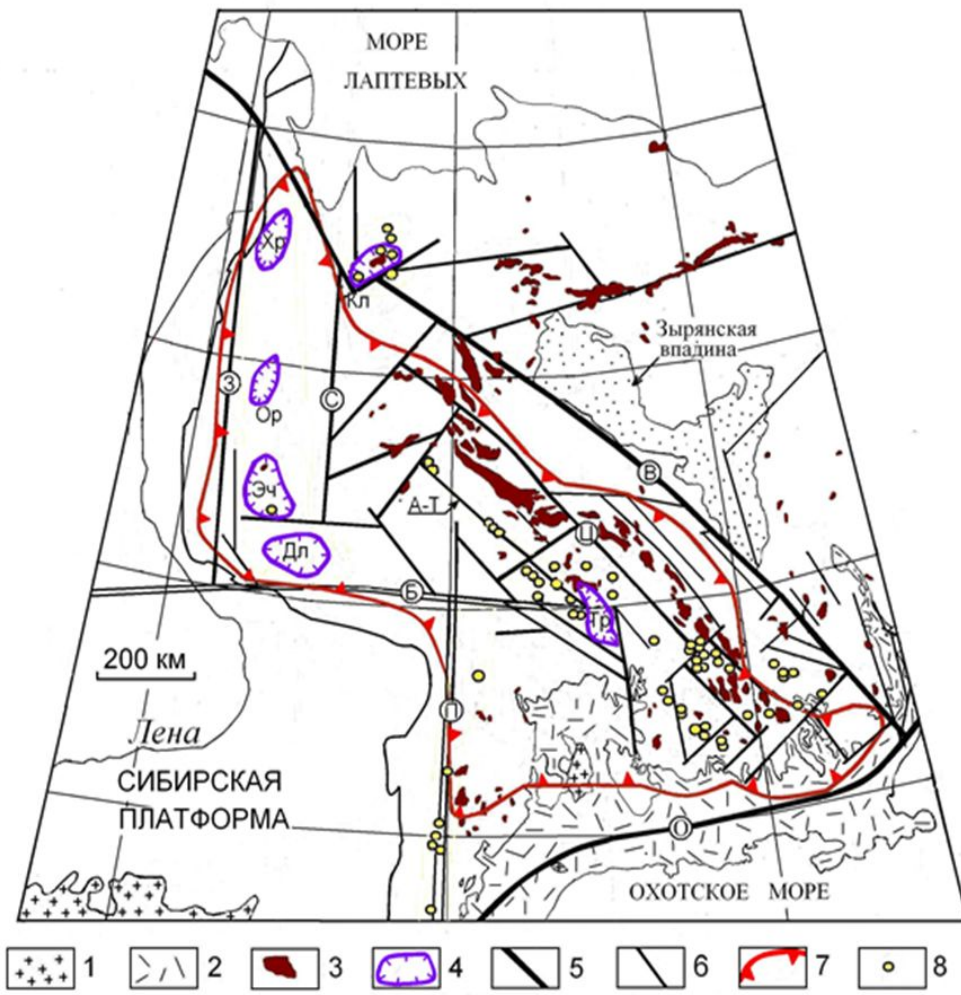 МОРЕ
ЛАПТЕВЫХ
Хр
Кл
Зырянская
впадина
З
С
Ор
В
Эч
А-Т
Ц
Дл
Б
Тр
200 км
П
Лена
СИБИРСКАЯ
ПЛАТФОРМА
О
ОХОТСКОЕ МОРЕ
1 2 3 4 5 6 7 8